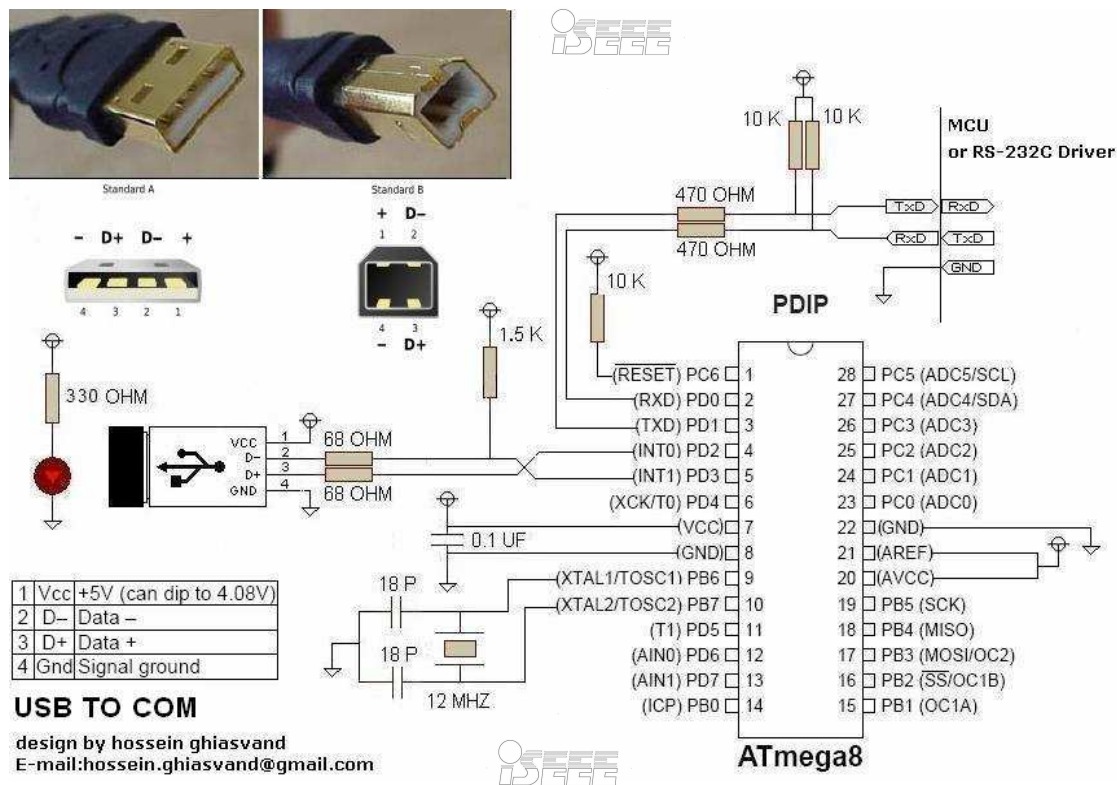 iSEEE
Standard A
Standard B
- D+ D- +
4 3 2 1
+ D-
1 2
4 3
- D+
10 K 10 K
MCU
or RS-232C Driver
470 OHM
470 OHM
TxD RxD
RxD TxD
GND
10 K
PDIP
1.5 K
330 OHM
VCC 1
D- 2
D+ 3
GND 4
68 OHM
68 OHM
0.1 UF
18 P
18 P
12 MHZ
(RESET) PC6 1 28 PC5 (ADC5/SCL)
(RXD) PD0 2 27 PC4 (ADC4/SDA)
(TXD) PD1 3 26 PC3 (ADC3)
(INT0) PD2 4 25 PC2 (ADC2)
(INT1) PD3 5 24 PC1 (ADC1)
(XCK/T0) PD4 6 23 PC0 (ADC0)
(VCC) 7 22 (GND)
(GND) 8 21 (AREF)
(XTAL1/TOSC1) PB6 9 20 (AVCC)
(XTAL2/TOSC2) PB7 10 19 PB5 (SCK)
(T1) PD5 11 18 PB4 (MISO)
(AIN0) PD6 12 17 PB3 (MOSI/OC2)
(AIN1) PD7 13 16 PB2 (SS/OC1B)
(ICP) PB0 14 15 PB1 (OC1A)
ATmega8
1 Vcc +5V (can dip to 4.08V)
2 D– Data –
3 D+ Data +
4 Gnd Signal ground
USB TO COM
design by hossein ghiasvand
E-mail:hossein.ghiasvand@gmail.com
iSEEE